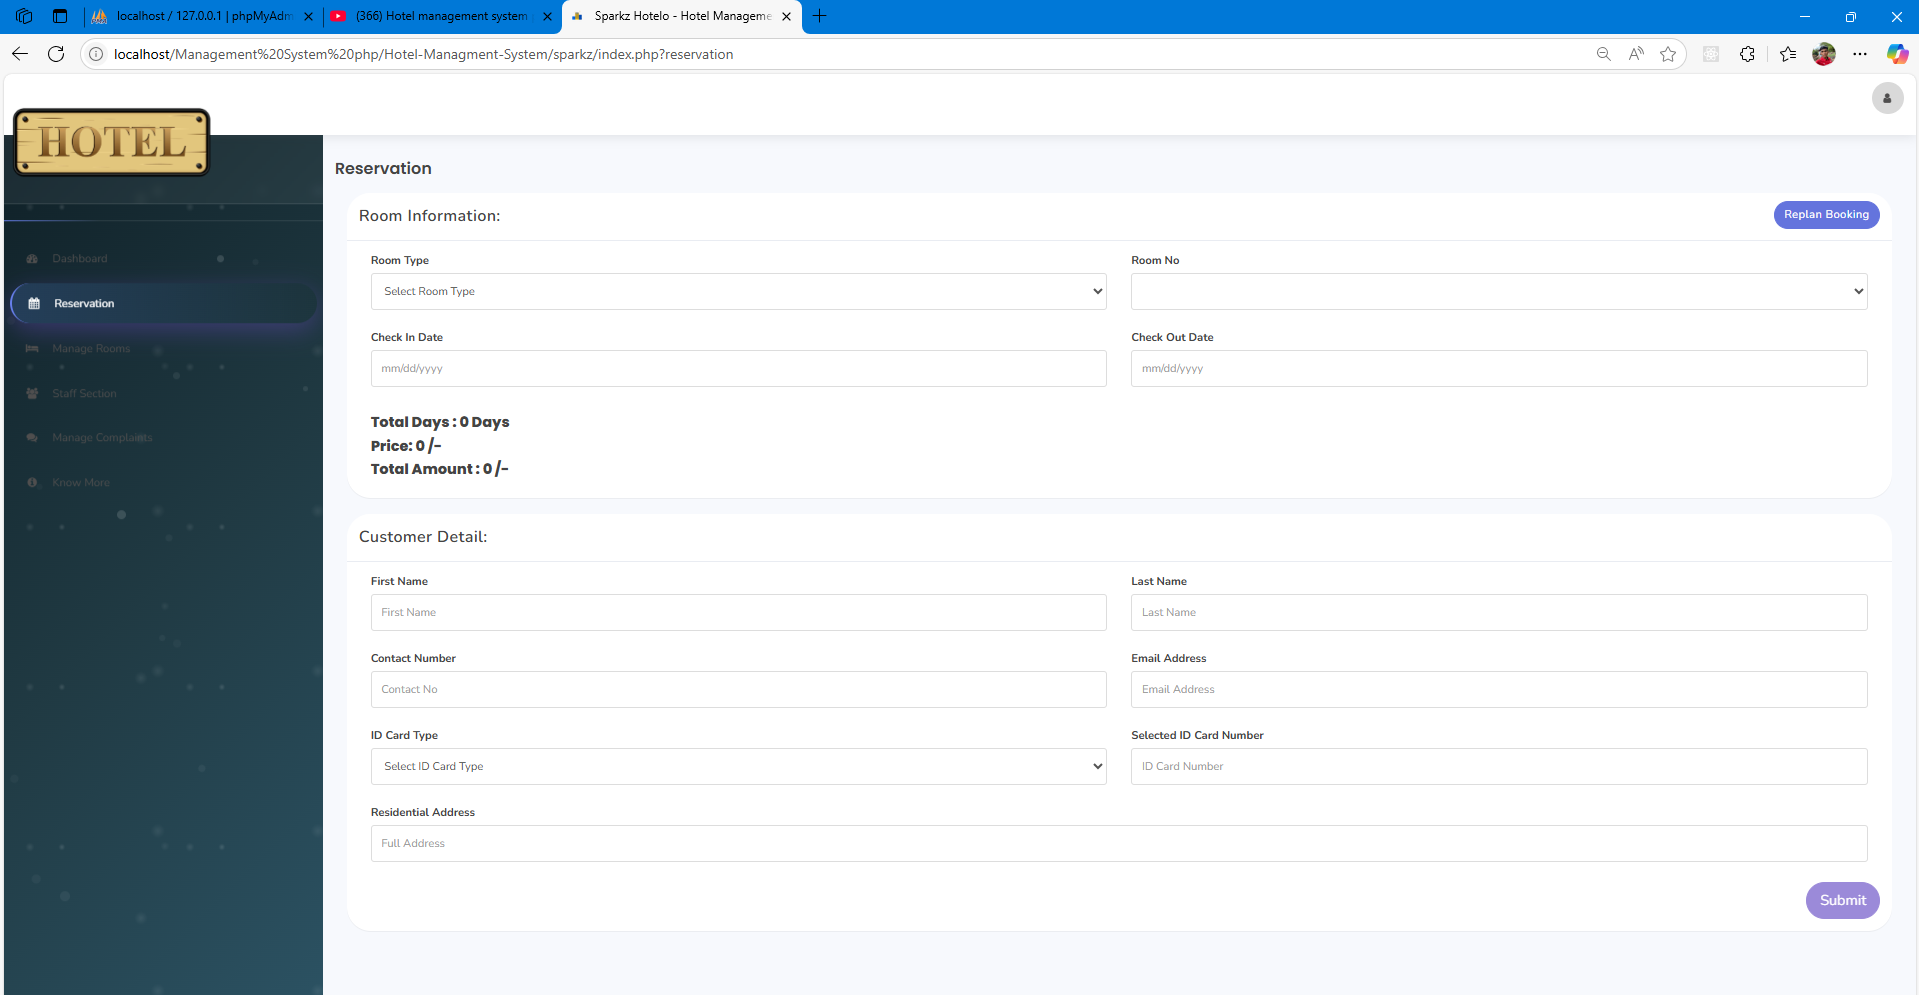 localhost / 127.0.0.1 | phpMyAdm
(366) Hotel management system
Sparkz Hotelo - Hotel Manageme
localhost/Management%20System%20php/Hotel-Managment-System/sparkz/index.php?reservation
HOTEL
Dashboard
Reservation
Manage Rooms
Staff Section
Manage Complaints
Know More
Reservation
Room Information:
Replan Booking
Room Type
Room No
Select Room Type
Check In Date
Check Out Date
mm/dd/yyyy
mm/dd/yyyy
Total Days : 0 Days
Price: 0 /-
Total Amount : 0 /-
Customer Detail:
First Name
Last Name
First Name
Last Name
Contact Number
Email Address
Contact No
Email Address
ID Card Type
Selected ID Card Number
Select ID Card Type
ID Card Number
Residential Address
Full Address
Submit